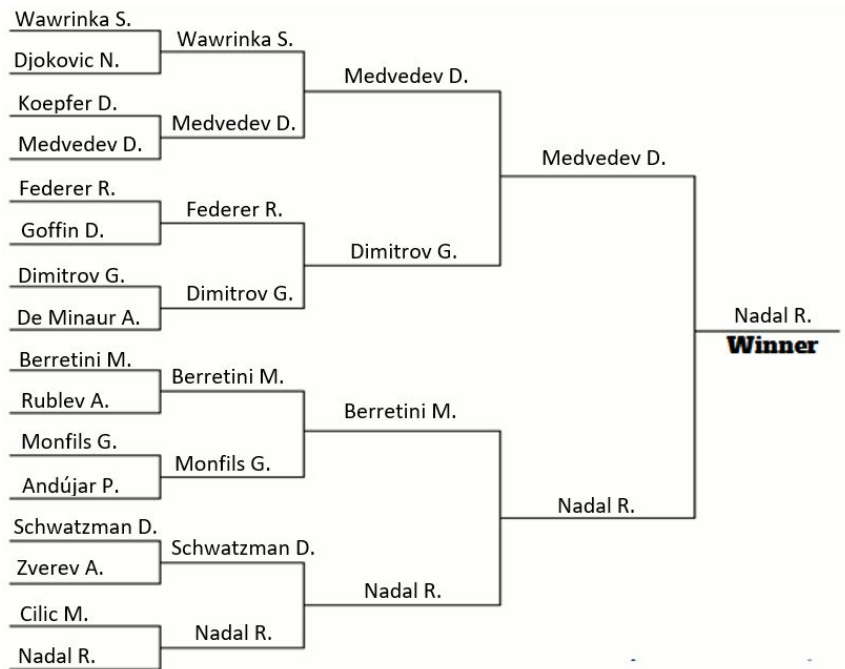 Wawrinka S.
Djokovic N.
Koepfer D.
Medvedev D.
Federer R.
Goffin D.
Dimitrov G.
De Minaur A.
Berretini M.
Rublev A.
Monfils G.
Andújar P.
Schwatzman D.
Zverev A.
Cilic M.
Nadal R.
Wawrinka S.
Medvedev D.
Federer R.
Dimitrov G.
Berretini M.
Monfils G.
Schwatzman D.
Nadal R.
Medvedev D.
Dimitrov G.
Berretini M.
Nadal R.
Medvedev D.
Nadal R.
Nadal R.
Winner